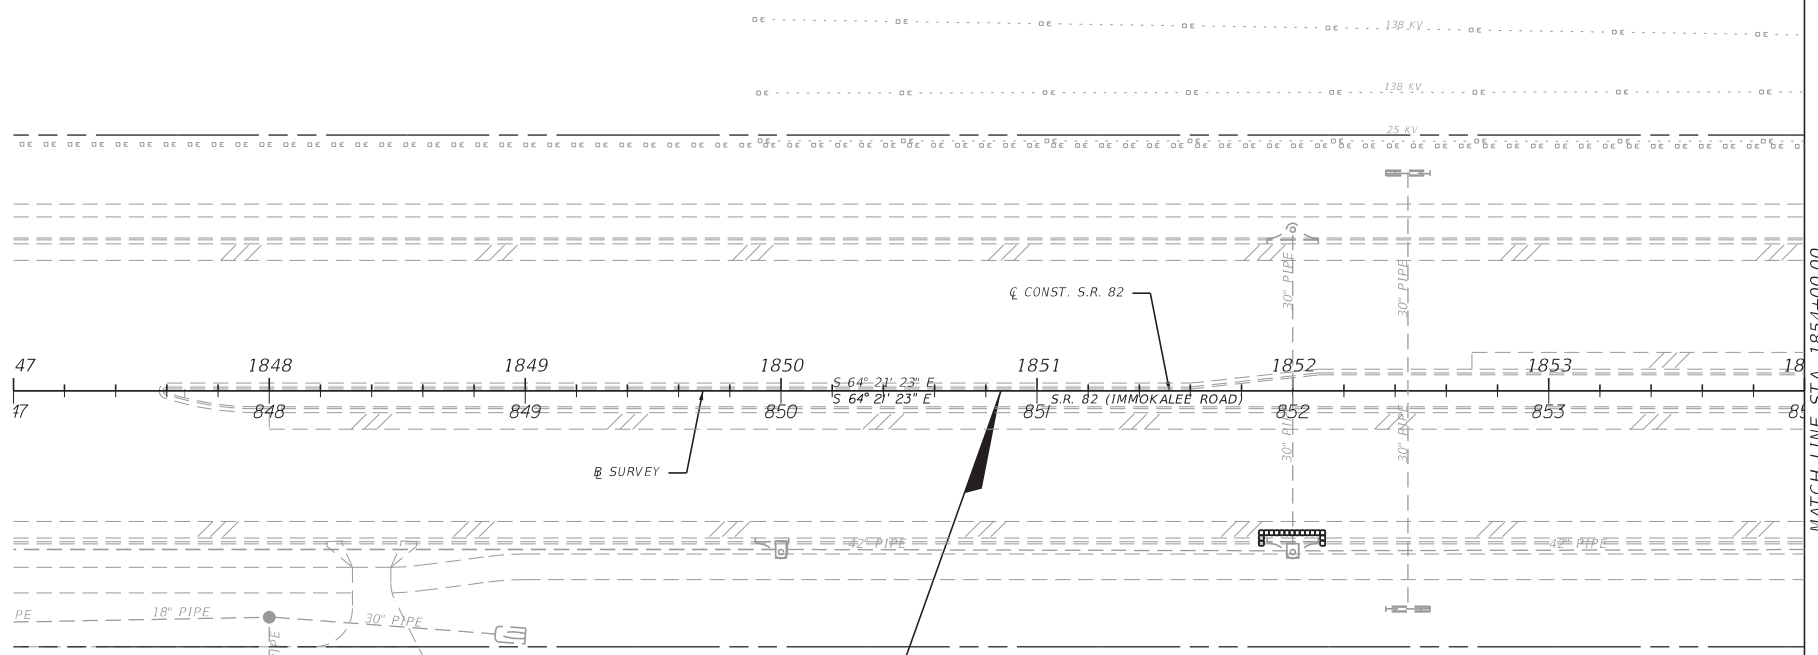 138 KV
138 KV
25 KV
30" PIPE
30" PIPE
℄ CONST. S.R. 82
47 1848 1849 1850 1851 1852 1853 18
S 64° 21' 23" E
S 64° 21' 23" E
S.R. 82 (IMMOKALEE ROAD)
47 848 849 850 851 852 853 85
30" PIPE
30" PIPE
BL SURVEY
42" PIPE
42" PIPE
PE
18" PIPE
30" PIPE
PIPE
MATCH LINE STA. 1854+00.00